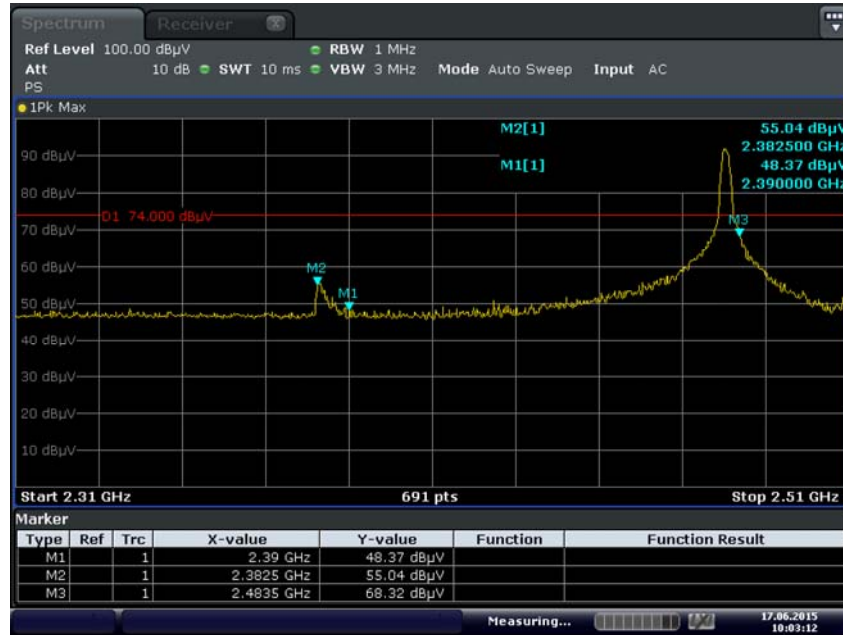 Spectrum Receiver
Ref Level 100.00 dBµV RBW 1 MHz
Att 10 dB SWT 10 ms VBW 3 MHz Mode Auto Sweep Input AC
PS
1Pk Max
M2[1] 55.04 dBµV
2.382500 GHz
M1[1] 48.37 dBµV
2.390000 GHz
90 dBµV
80 dBµV
D1 74.000 dBµV
70 dBµV
M3
60 dBµV
M2
M1
50 dBµV
40 dBµV
30 dBµV
20 dBµV
10 dBµV
Start 2.31 GHz 691 pts Stop 2.51 GHz
Marker
Type Ref Trc X-value Y-value Function Function Result
M1 1 2.39 GHz 48.37 dBµV
M2 1 2.3825 GHz 55.04 dBµV
M3 1 2.4835 GHz 68.32 dBµV
Measuring... 17.06.2015
10:03:12